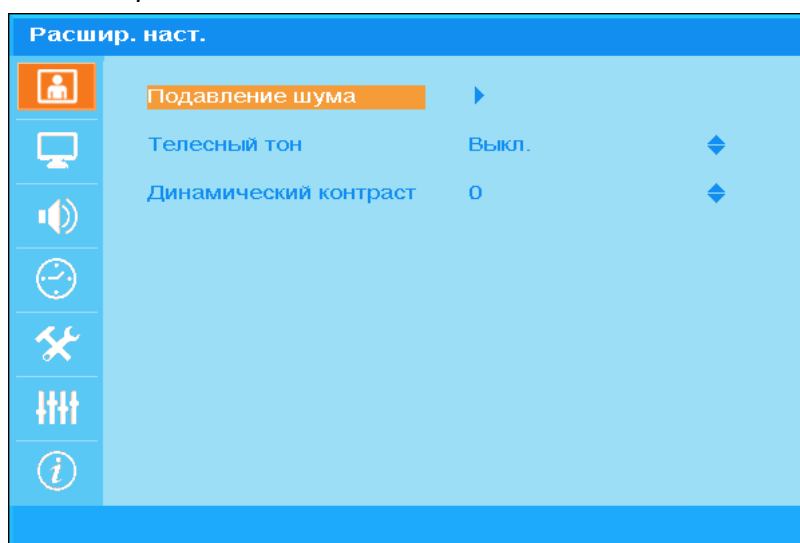 Расшир. наст.
Подавление шума
Телесный тон Выкл.
Динамический контраст 0